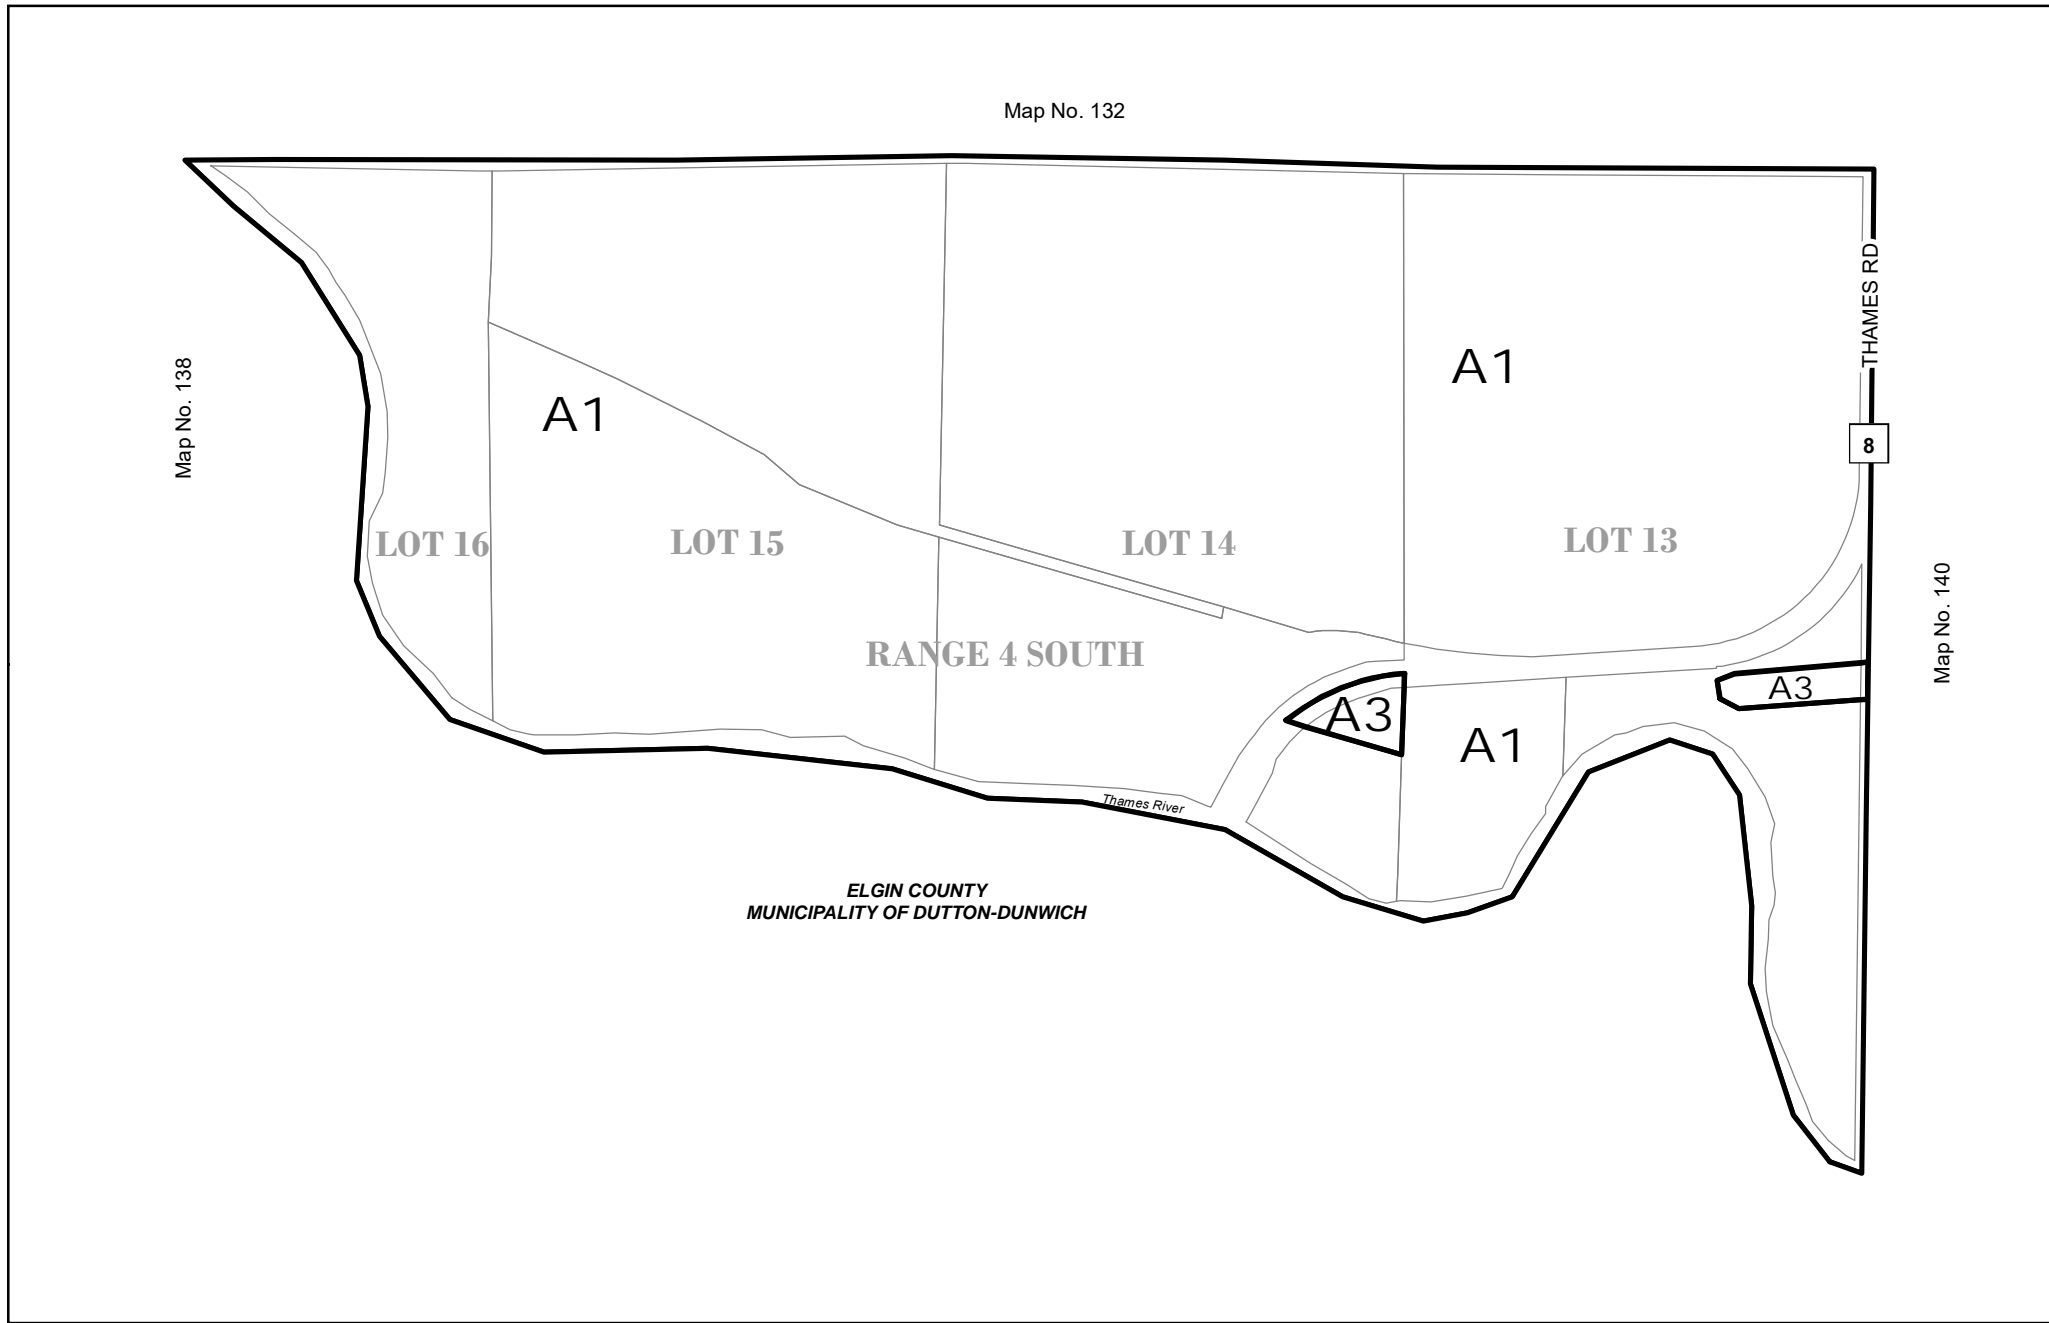 Map No. 132
THAMES RD
A1
Map No. 138
A1
8
LOT 16
LOT 15
LOT 14
LOT 13
Map No. 140
RANGE 4 SOUTH
A3
A3
A1
Thames River
ELGIN COUNTY
MUNICIPALITY OF DUTTON-DUNWICH